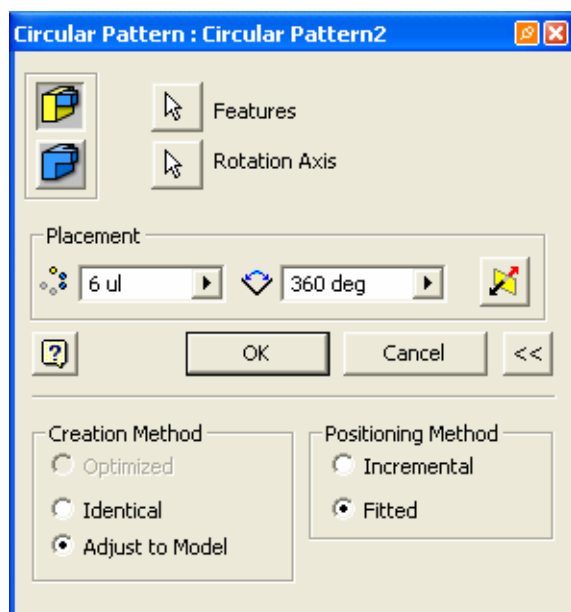 Circular Pattern : Circular Pattern2
Features
Rotation Axis
Placement
6 ul
360 deg
?
OK
Cancel
<<
Creation Method
Optimized
Identical
Adjust to Model
Positioning Method
Incremental
Fitted